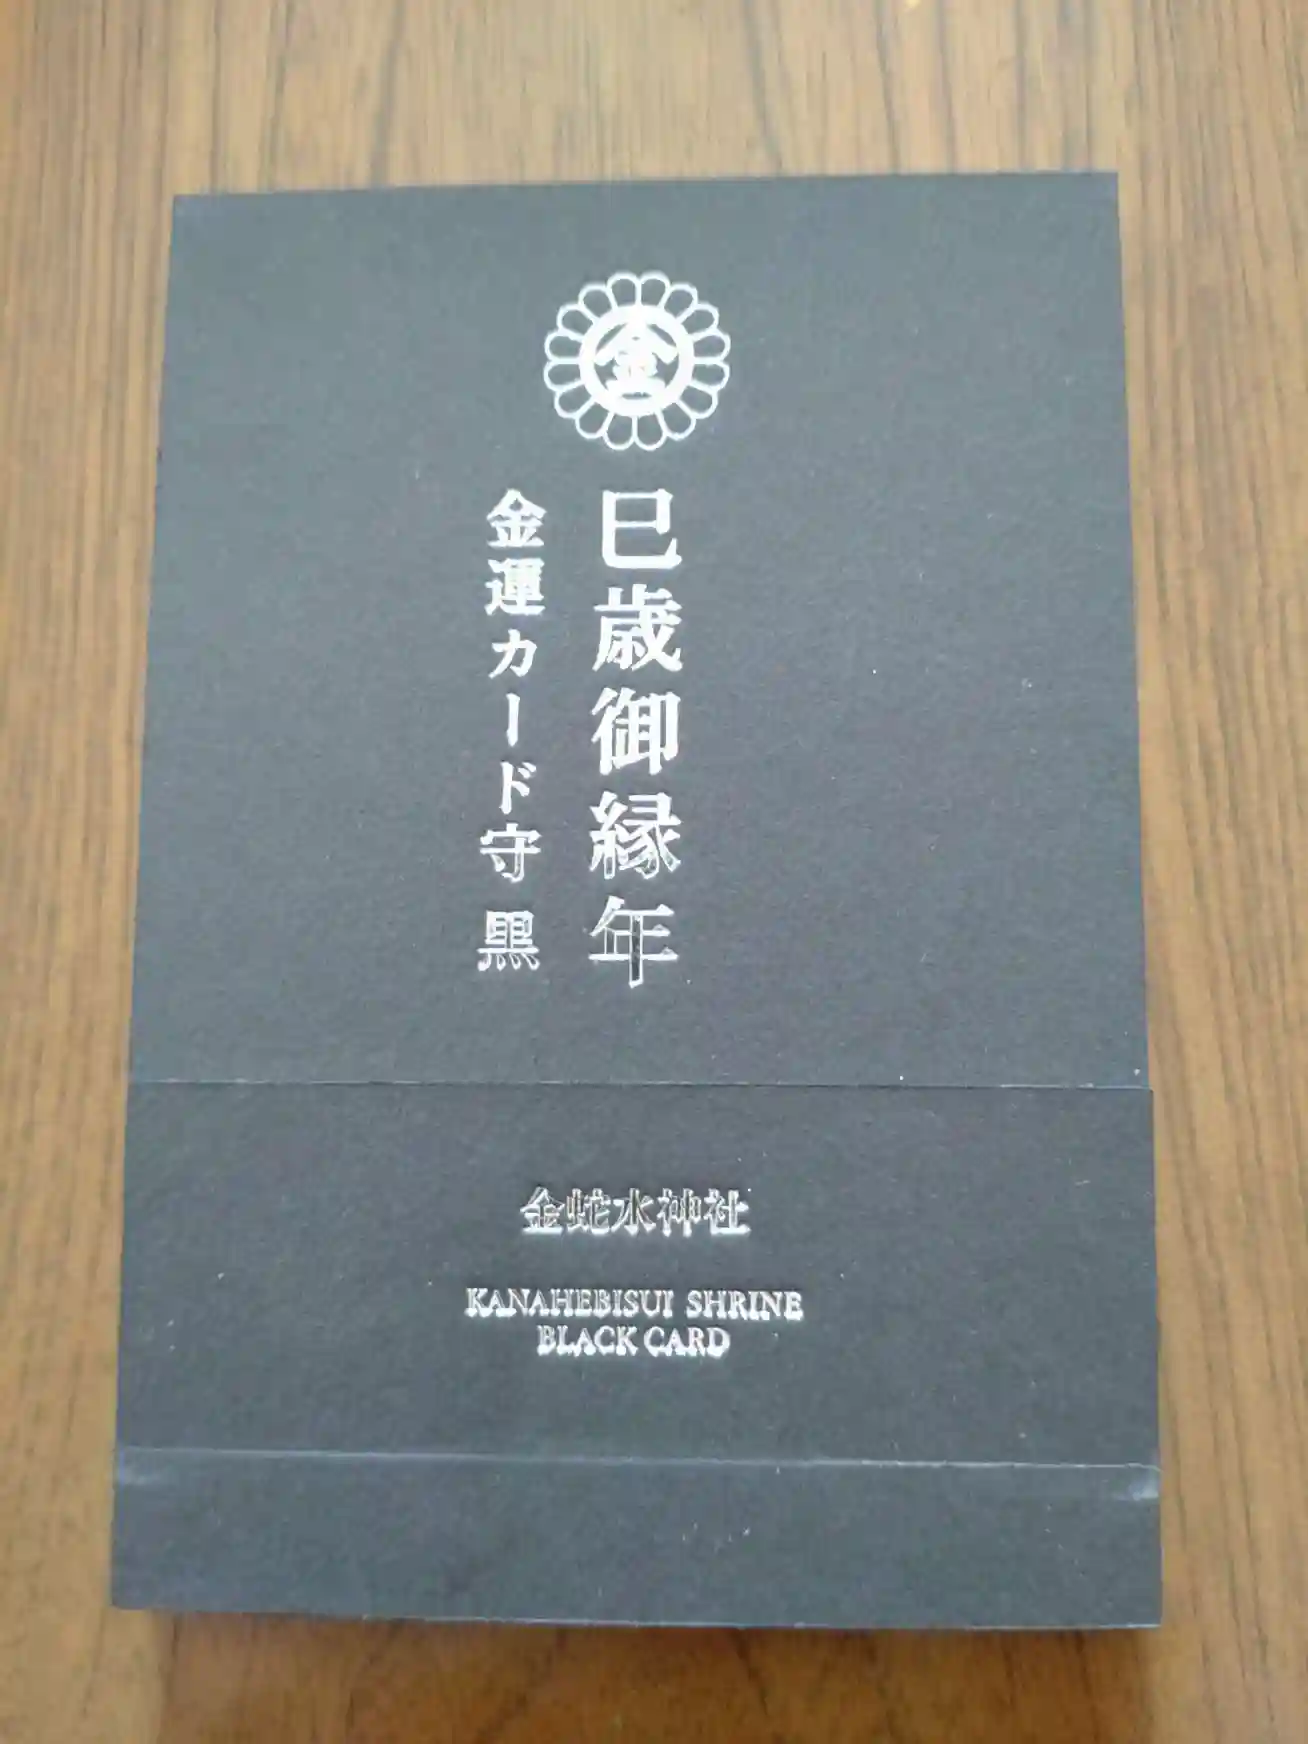 金
巳歳御縁年
金運カード守 黒
金蛇水神社
KANAHEBISUI SHRINE
BLACK CARD